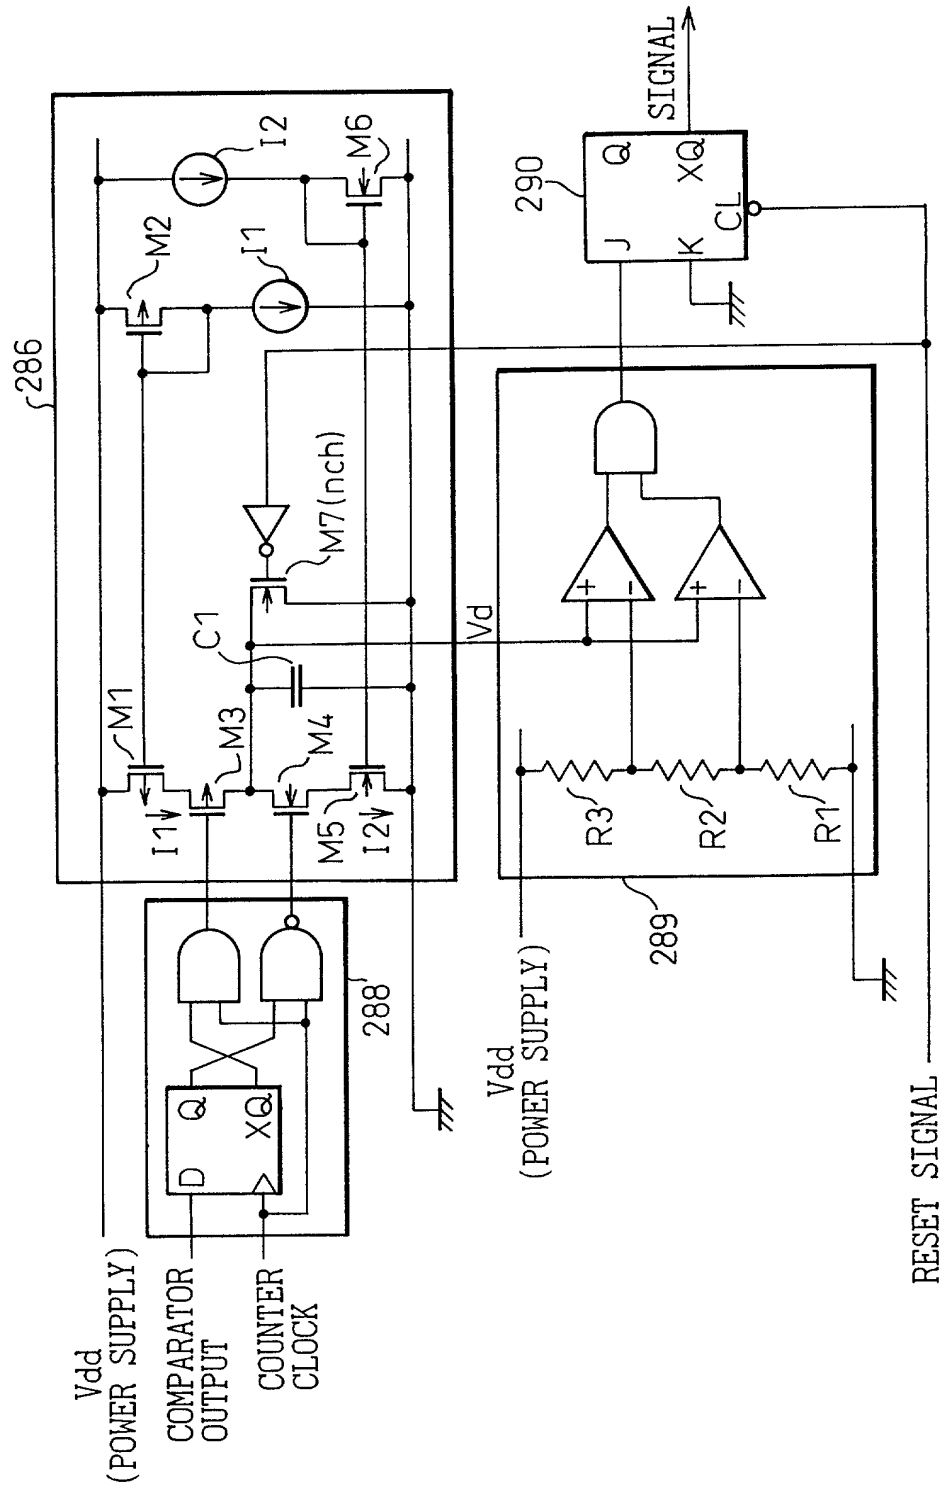 286
M1
M2
I1
I2
M3
C1
M7(nch)
M4
M5
I2
I1
M6
Vdd
(POWER SUPPLY)
COMPARATOR
OUTPUT
COUNTER
CLOCK
D
Q
XQ
288
Vd
Vdd
(POWER SUPPLY)
289
R3
R2
R1
+
−
+
−
290
J
Q
K
XQ
CL
SIGNAL
RESET SIGNAL